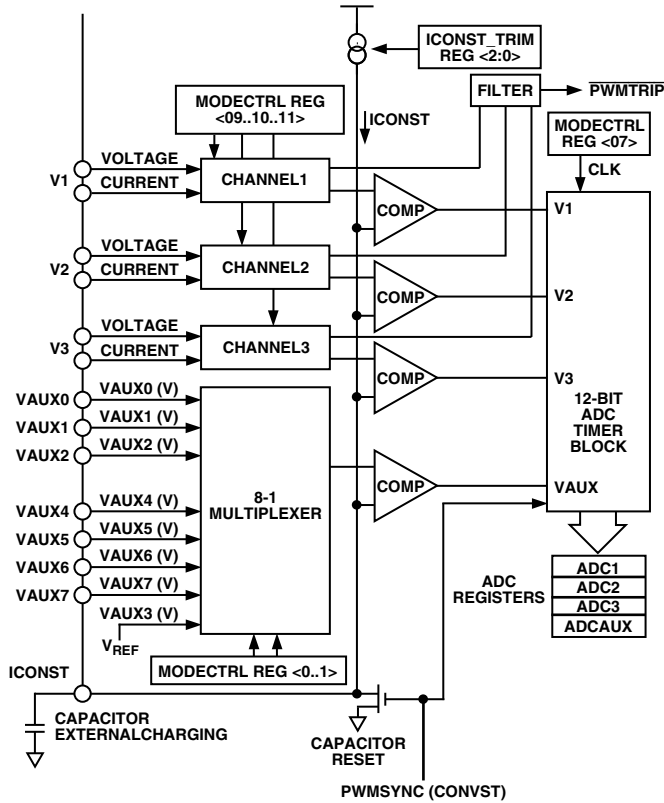 ICONST_TRIM
REG <2:0>
FILTER
PWMTRIP
MODECTRL REG
<09..10..11>
ICONST
MODECTRL
REG <07>
CLK
V1
VOLTAGE
CURRENT
CHANNEL1
COMP
V1
V2
VOLTAGE
CURRENT
CHANNEL2
COMP
V2
V3
VOLTAGE
CURRENT
CHANNEL3
COMP
V3
12-BIT
ADC
TIMER
BLOCK
VAUX0
VAUX0 (V)
VAUX1
VAUX1 (V)
VAUX2
VAUX2 (V)
8-1
MULTIPLEXER
COMP
VAUX
VAUX4
VAUX4 (V)
VAUX5
VAUX5 (V)
VAUX6
VAUX6 (V)
VAUX7
VAUX7 (V)
VAUX3 (V)
VREF
ADC
REGISTERS
ADC1
ADC2
ADC3
ADCAUX
MODECTRL REG <0..1>
ICONST
CAPACITOR
EXTERNALCHARGING
CAPACITOR
RESET
PWMSYNC (CONVST)